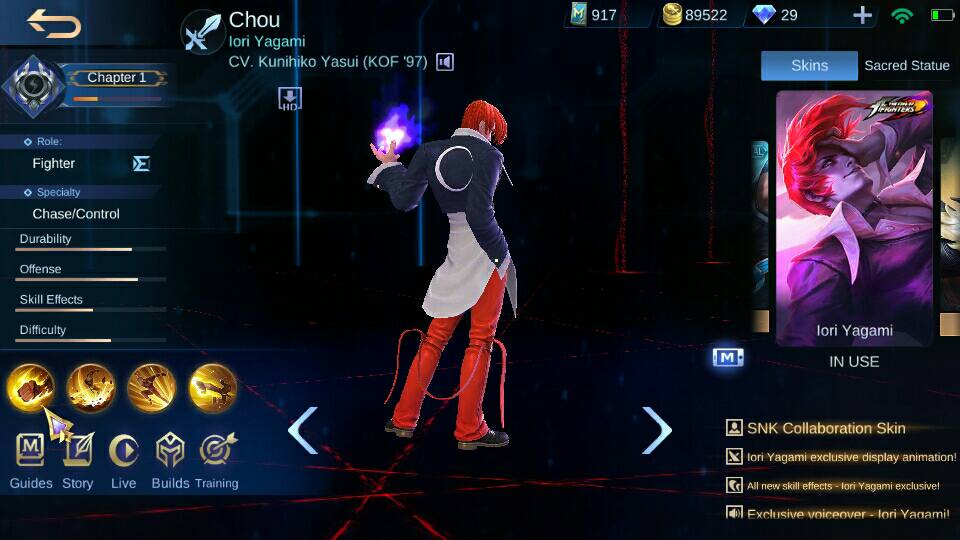 Chou
Iori Yagami
CV. Kunihiko Yasui (KOF '97)
917
89522
29
Chapter 1
HD
Skins
Sacred Statue
Role:
Fighter
Specialty
Chase/Control
Durability
Offense
Skill Effects
Difficulty
Iori Yagami
M
IN USE
Guides
Story
Live
Builds
Training
SNK Collaboration Skin
Iori Yagami exclusive display animation!
All new skill effects - Iori Yagami exclusive!
Exclusive voiceover - Iori Yagami!